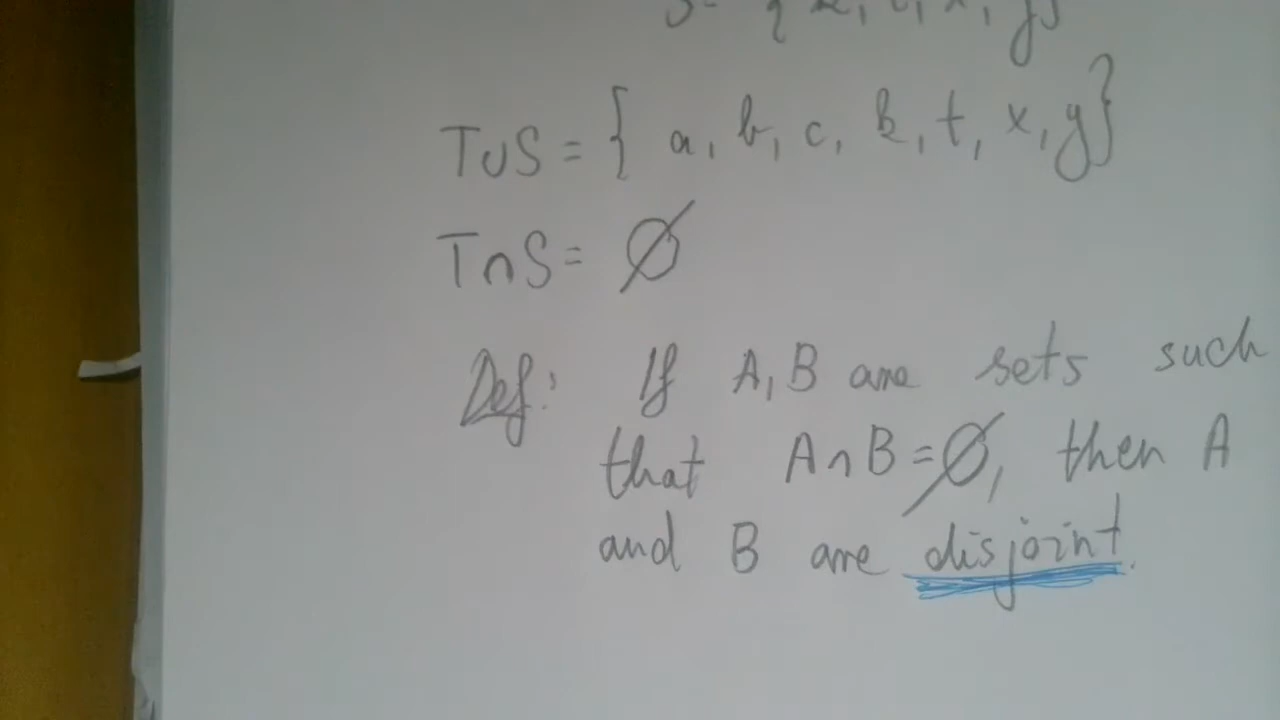 T∪S = { a, b, c, k, t, x, y}
T∩S = ∅
Def: If A, B are sets such
that A∩B = ∅, then A
and B are disjoint.